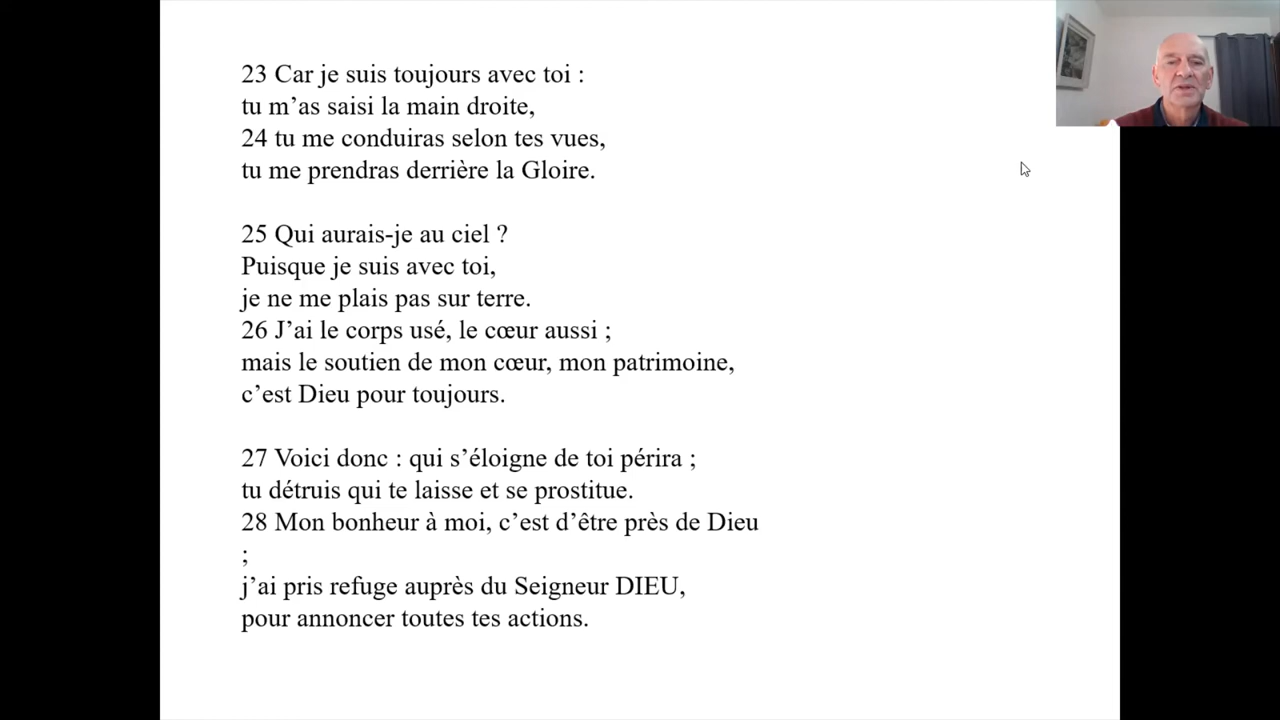 23 Car je suis toujours avec toi :
tu m’as saisi la main droite,
24 tu me conduiras selon tes vues,
tu me prendras derrière la Gloire.
25 Qui aurais-je au ciel ?
Puisque je suis avec toi,
je ne me plais pas sur terre.
26 J’ai le corps usé, le cœur aussi ;
mais le soutien de mon cœur, mon patrimoine,
c’est Dieu pour toujours.
27 Voici donc : qui s’éloigne de toi périra ;
tu détruis qui te laisse et se prostitue.
28 Mon bonheur à moi, c’est d’être près de Dieu
;
j’ai pris refuge auprès du Seigneur DIEU,
pour annoncer toutes tes actions.